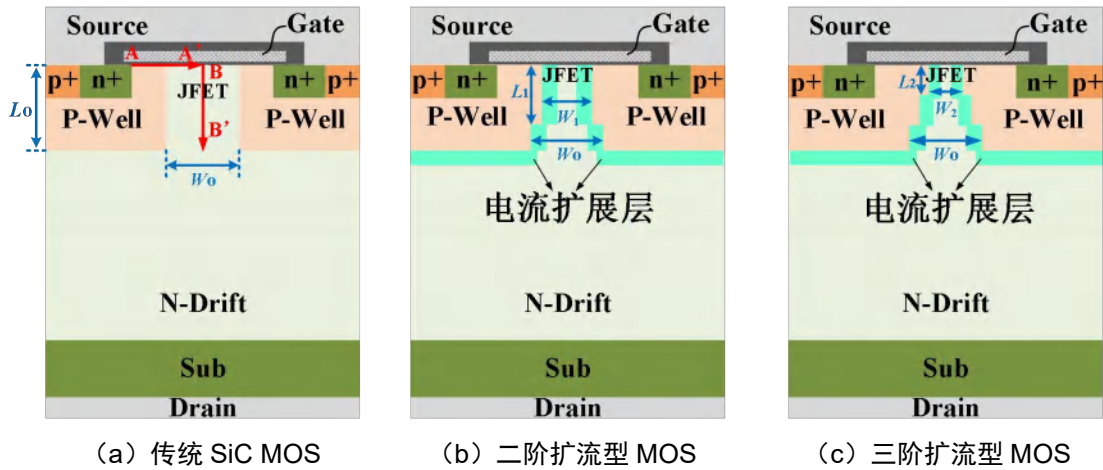 Source
Gate
A
A'
p+
n+
B
JFET
n+
p+
L0
P-Well
B'
P-Well
W0
N-Drift
Sub
Drain
(a)传统 SiC MOS
Source
Gate
p+
n+
L1
JFET
n+
p+
P-Well
W1
P-Well
W0
电流扩展层
N-Drift
Sub
Drain
(b)二阶扩流型 MOS
Source
Gate
p+
n+
L2
JFET
n+
p+
P-Well
W2
P-Well
W0
电流扩展层
N-Drift
Sub
Drain
(c)三阶扩流型 MOS